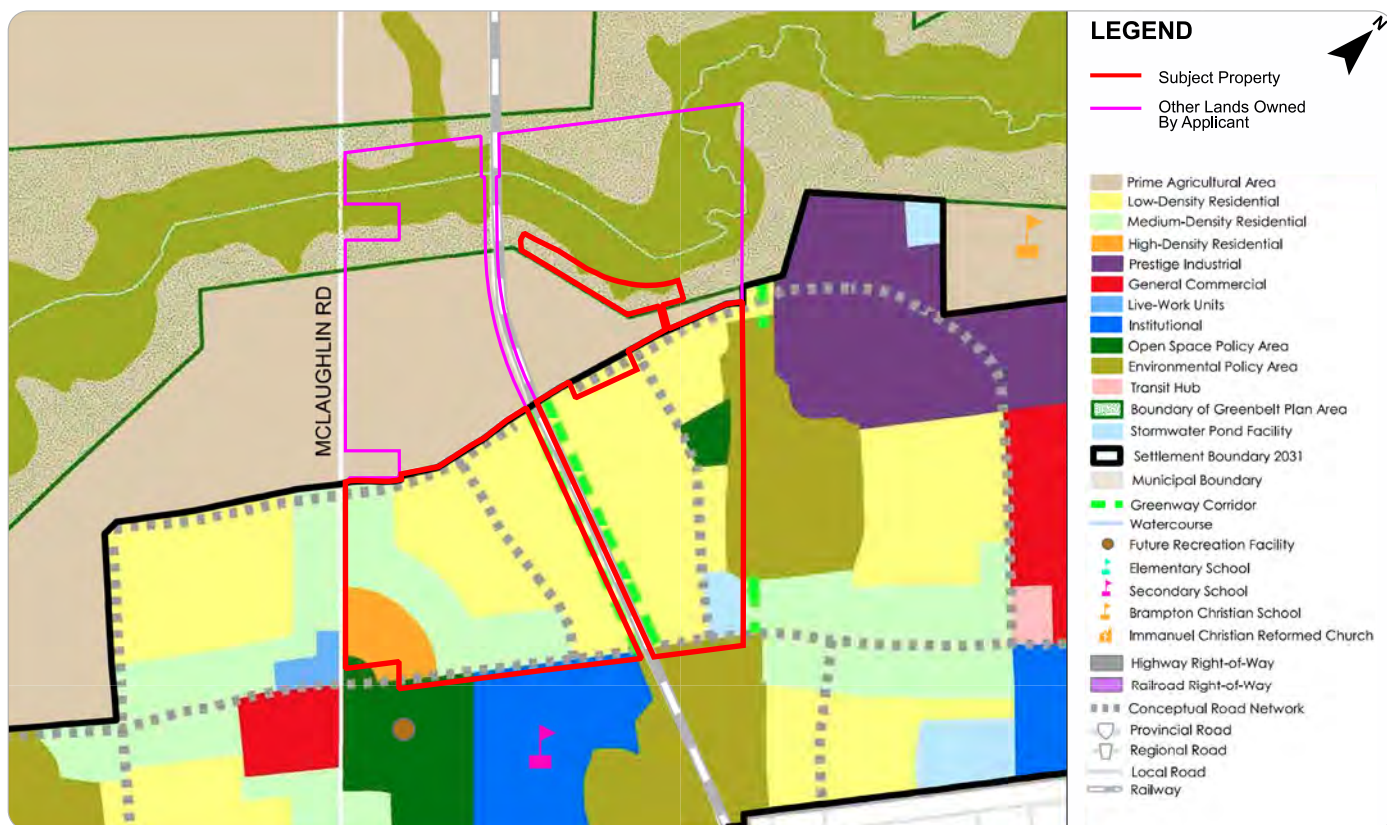 MCLAUGHLIN RD
LEGEND
N
Subject Property
Other Lands Owned
By Applicant
Prime Agricultural Area
Low-Density Residential
Medium-Density Residential
High-Density Residential
Prestige Industrial
General Commercial
Live-Work Units
Institutional
Open Space Policy Area
Environmental Policy Area
Transit Hub
Boundary of Greenbelt Plan Area
Stormwater Pond Facility
Settlement Boundary 2031
Municipal Boundary
Greenway Corridor
Watercourse
Future Recreation Facility
Elementary School
Secondary School
Brampton Christian School
Immanuel Christian Reformed Church
Highway Right-of-Way
Railroad Right-of-Way
Conceptual Road Network
Provincial Road
Regional Road
Local Road
Railway